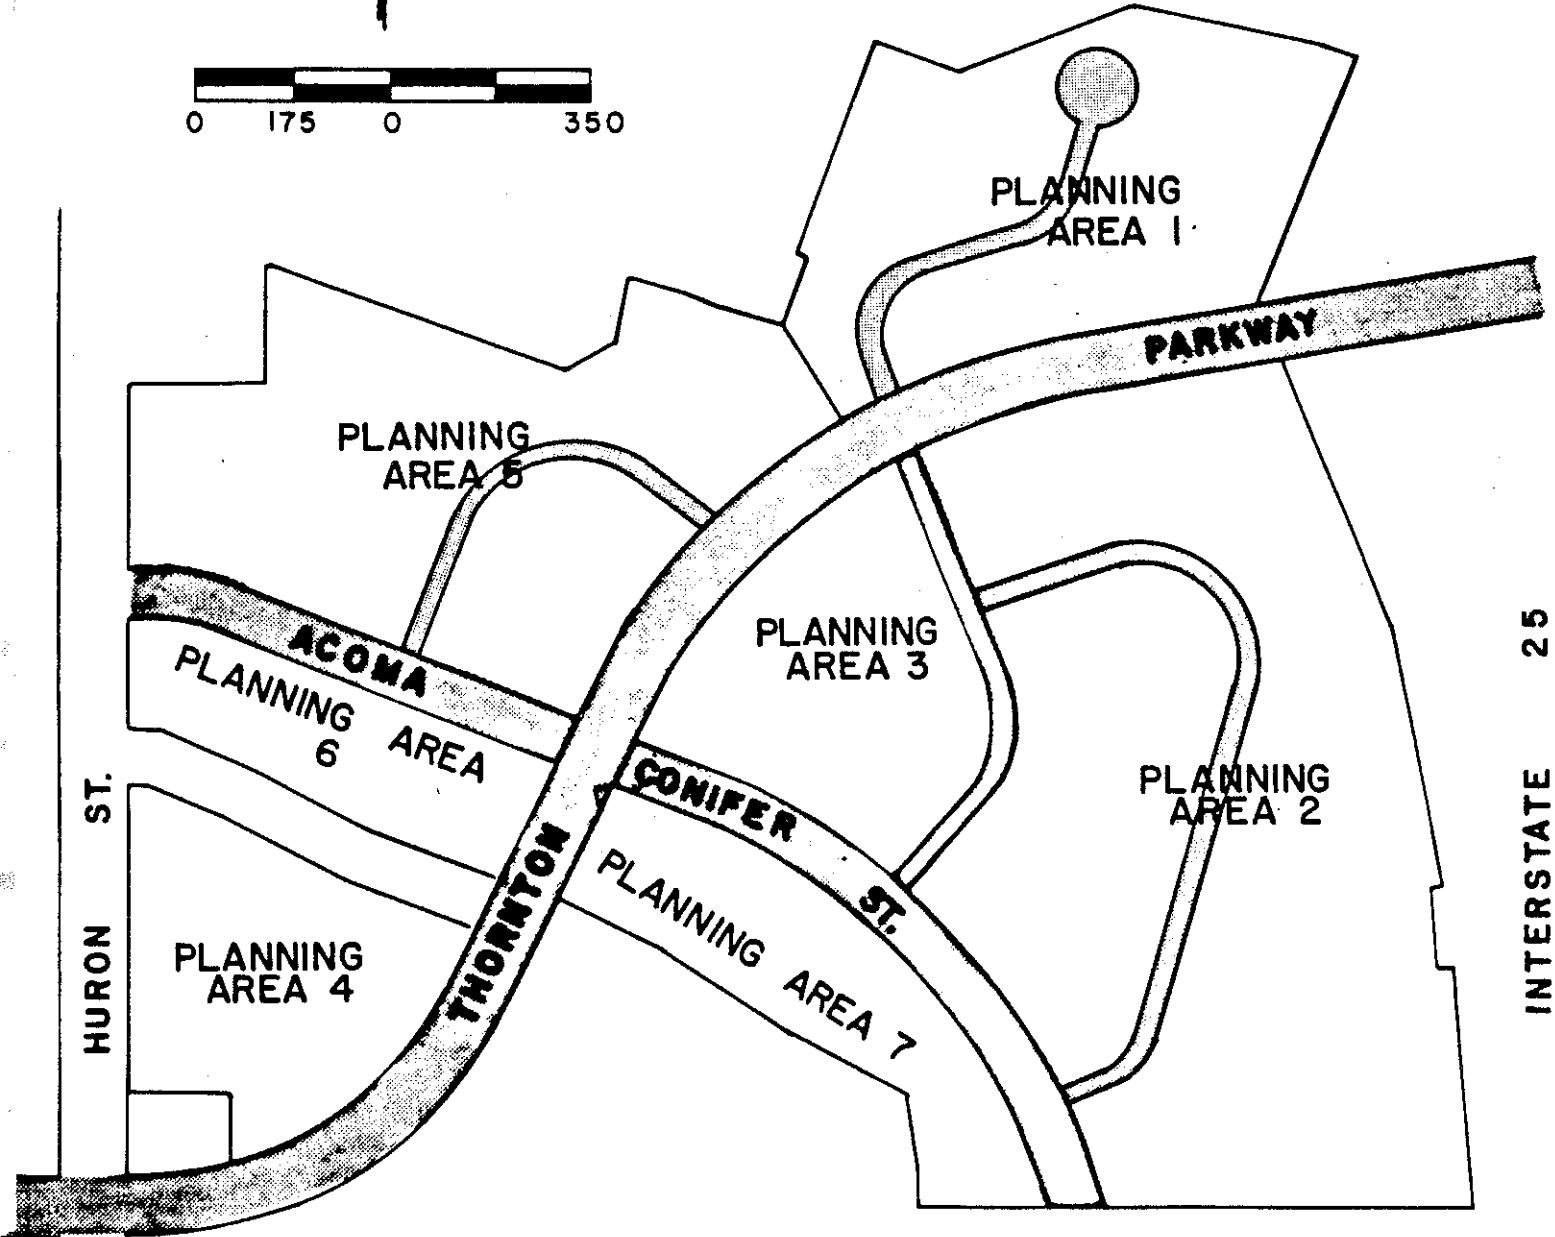 0 175 0 350
PLANNING
AREA 1
PARKWAY
PLANNING
AREA 5
ACOMA
PLANNING AREA
6
PLANNING
AREA 3
CONIFER ST.
PLANNING
AREA 2
THORNTON
PLANNING AREA 7
PLANNING
AREA 4
HURON ST.
INTERSTATE 25